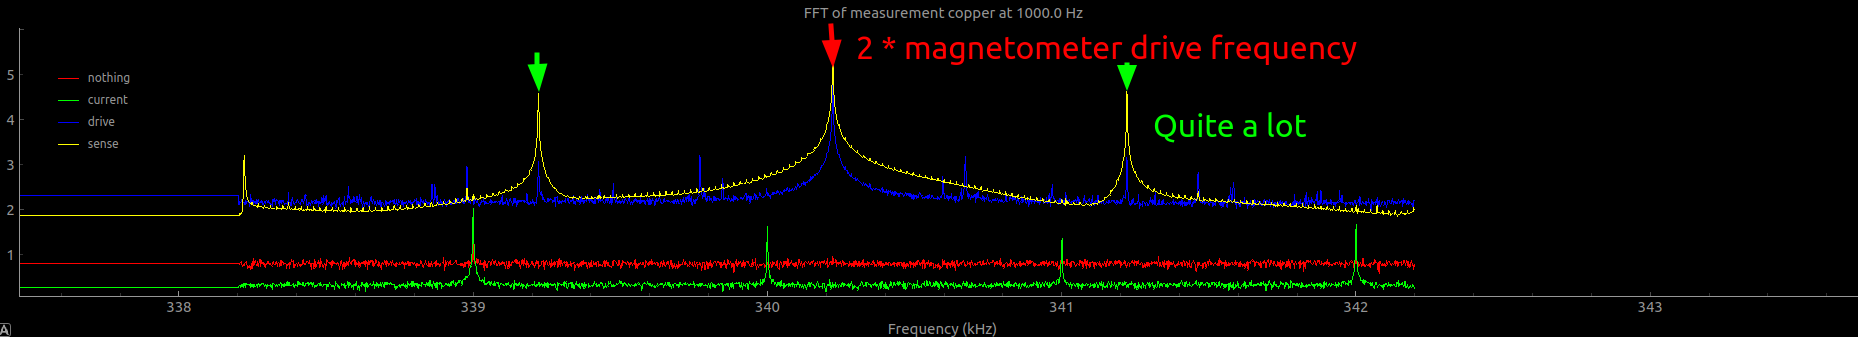 FFT of measurement copper at 1000.0 Hz
2 * magnetometer drive frequency
5
nothing
current
4
drive
Quite a lot
sense
3
2
1
338
339
340
341
342
343
Frequency (kHz)
A